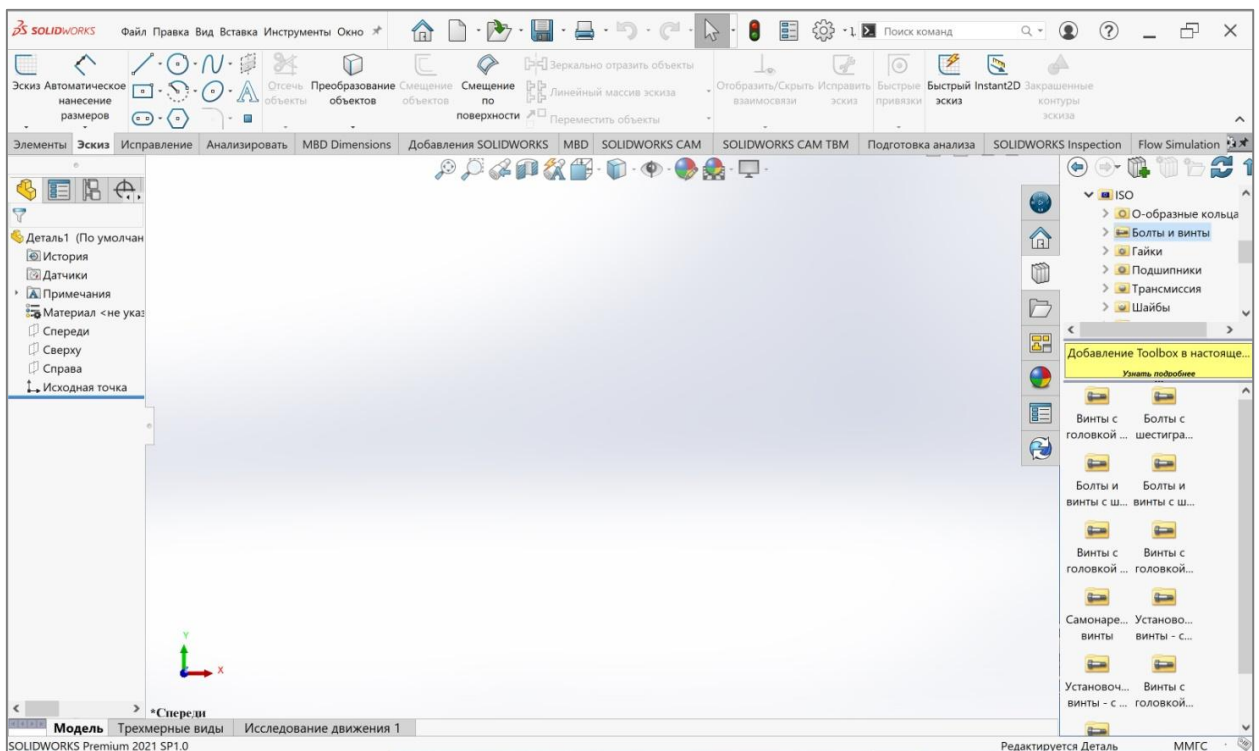 SOLIDWORKS Файл Правка Вид Вставка Инструменты Окно Поиск команд
Эскиз Автоматическое нанесение размеров
Отсечь объекты
Преобразование объектов
Смещение объектов
Смещение по поверхности
Зеркально отразить объекты
Линейный массив эскиза
Переместить объекты
Отобразить/Скрыть взаимосвязи
Исправить эскиз
Быстрые привязки
Быстрый эскиз
Instant2D
Закрашенные контуры эскиза
Элементы Эскиз Исправление Анализировать MBD Dimensions Добавления SOLIDWORKS MBD SOLIDWORKS CAM SOLIDWORKS CAM TBM Подготовка анализа SOLIDWORKS Inspection Flow Simulation
Деталь1 (По умолчан
История
Датчики
Примечания
Материал <не указ
Спереди
Сверху
Справа
Исходная точка
Y
X
*Спереди
ISO
О-образные кольца
Болты и винты
Гайки
Подшипники
Трансмиссия
Шайбы
Добавление Toolbox в настояще...
Узнать подробнее
Винты с головкой ...
Болты с шестигра...
Болты и винты с ш...
Болты и винты с ш...
Винты с головкой ...
Винты с головкой...
Самонаре... винты
Установо... винты - с...
Установоч... винты - с ...
Винты с головкой...
Модель Трехмерные виды Исследование движения 1
SOLIDWORKS Premium 2021 SP1.0 Редактируется Деталь ММГС